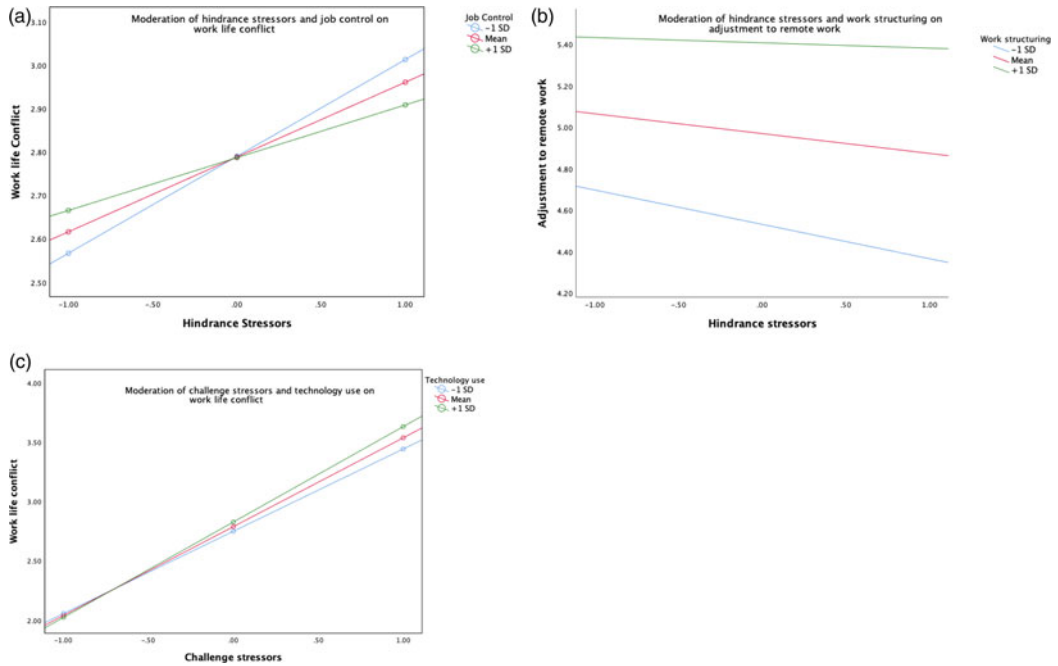 (a)
Moderation of hindrance stressors and job control on
work life conflict
Job Control
−1 SD
Mean
+1 SD
3.10
3.00
2.90
2.80
2.70
2.60
2.50
Work life Conflict
−1.00 −.50 .00 .50 1.00
Hindrance Stressors
(b)
Moderation of hindrance stressors and work structuring on
adjustment to remote work
Work structuring
−1 SD
Mean
+1 SD
5.40
5.20
5.00
4.80
4.60
4.40
4.20
Adjustment to remote work
-1.00 -.50 .00 0.50 1.00
Hindrance stressors
(c)
Moderation of challenge stressors and technology use on
work life conflict
Technology use
−1 SD
Mean
+1 SD
4.00
3.50
3.00
2.50
2.00
Work life conflict
−1.00 −.50 .00 .50 1.00
Challenge stressors